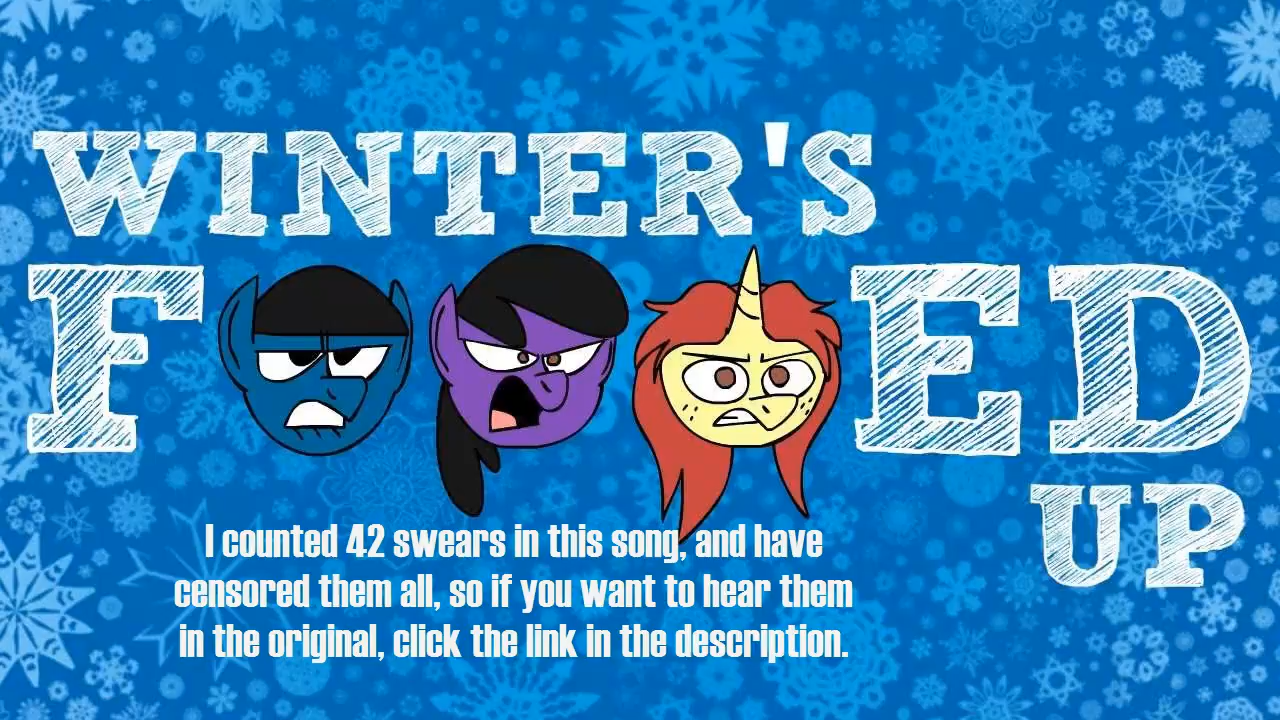 WINTER'S
F ED
UP
I counted 42 swears in this song, and have
censored them all, so if you want to hear them
in the original, click the link in the description.